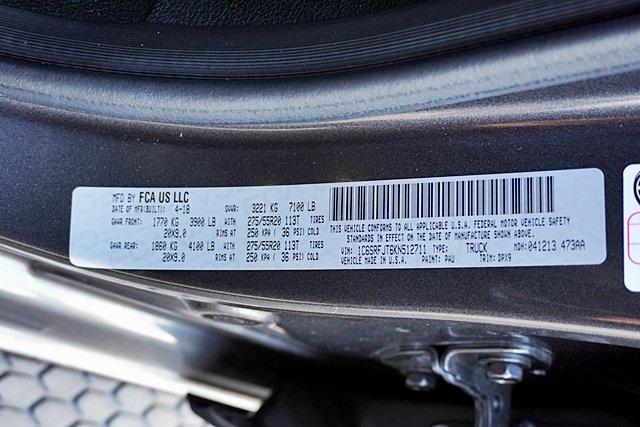 MFD BY FCA US LLC
DATE OF MFR(BUILT): 4-18 GVWR: 3221 KG 7100 LB
GAWR FRONT: 1770 KG 3900 LB WITH 275/55R20 113T TIRES
20X9.0 RIMS AT 250 KPA ( 36 PSI) COLD
GAWR REAR: 1860 KG 4100 LB WITH 275/55R20 113T TIRES
20X9.0 RIMS AT 250 KPA ( 36 PSI) COLD
THIS VEHICLE CONFORMS TO ALL APPLICABLE U.S.A. FEDERAL MOTOR VEHICLE SAFETY
STANDARDS IN EFFECT ON THE DATE OF MANUFACTURE SHOWN ABOVE.
VIN: 1C6SRFJT6KN512711 TYPE: TRUCK MDH: 041213 473AA
VEHICLE MADE IN U.S.A. PAINT: PAU TRIM: DPX9